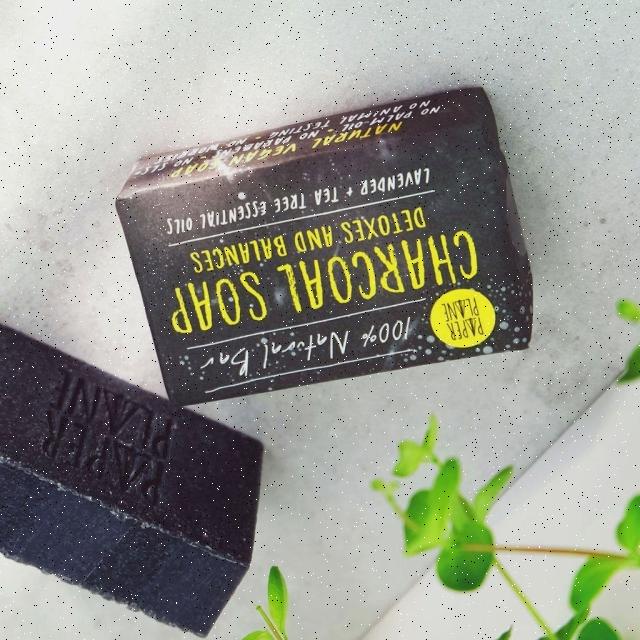 PAPER
PLANE
100% Natural Bar
CHARCOAL SOAP
DETOXES AND BALANCES
LAVENDER + TEA TREE ESSENTIAL OILS
NATURAL VEGAN SOAP
NO PALM-OIL - NO PARABENS
NO ANIMAL TESTING - NO
PAPER
PLANE